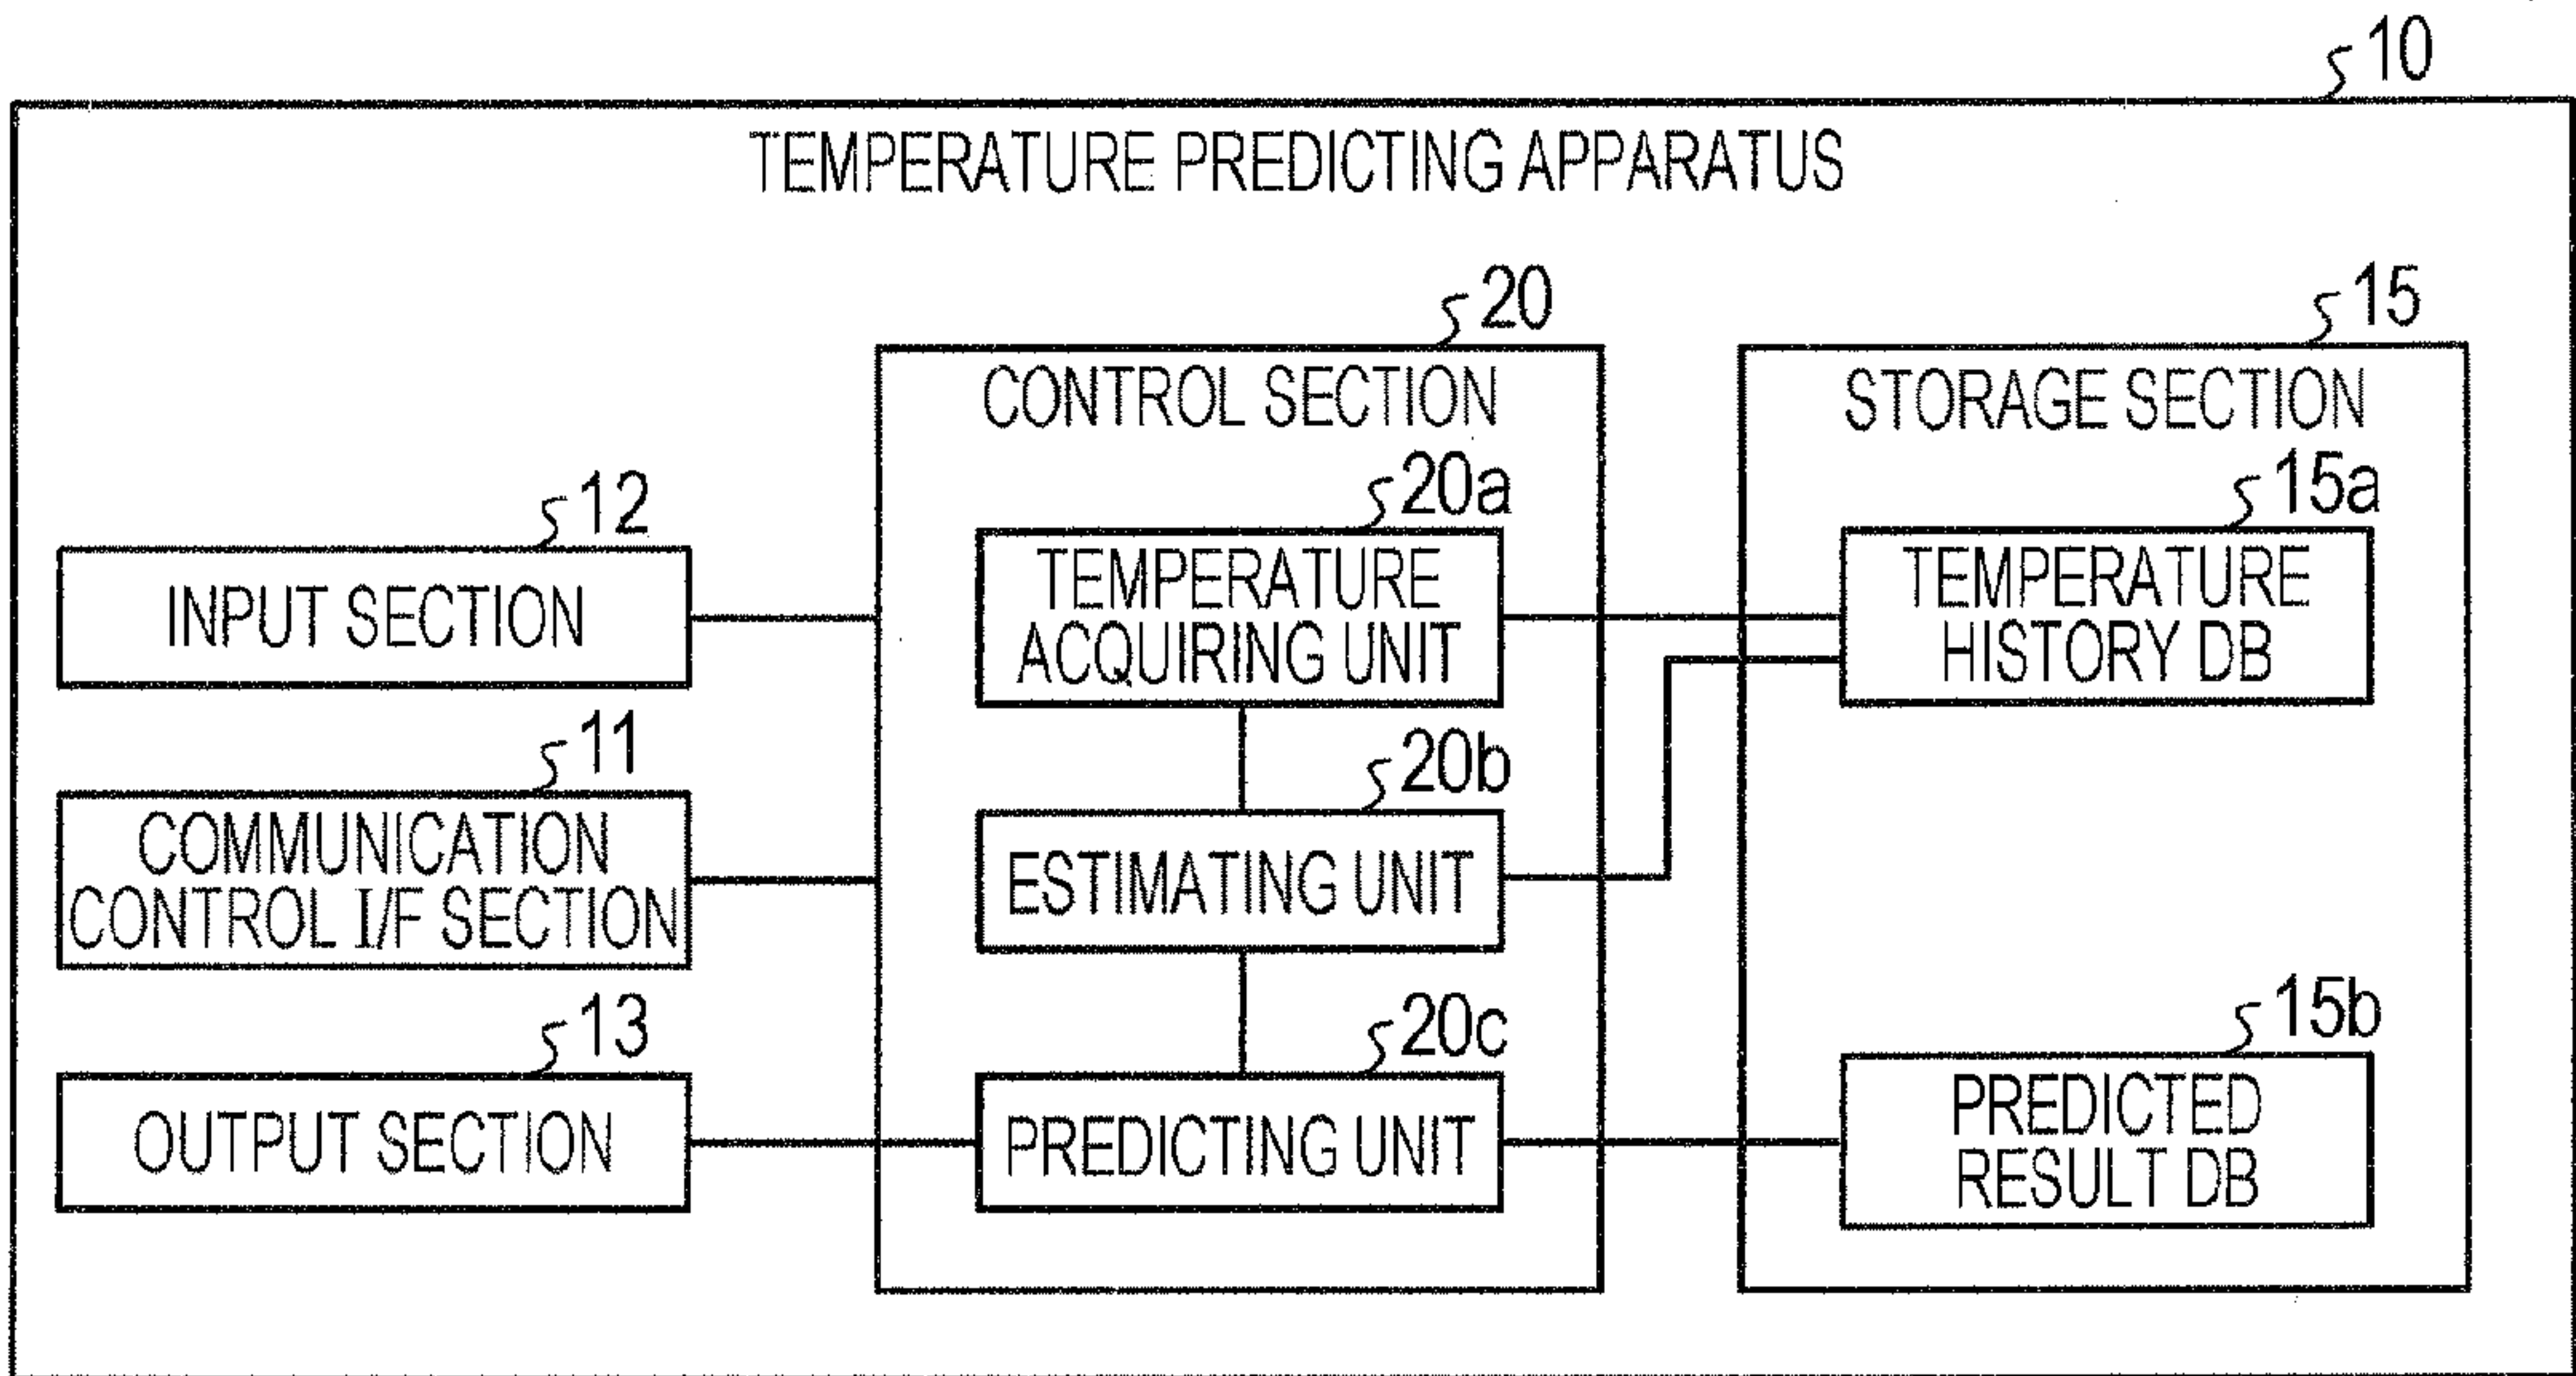 10
TEMPERATURE PREDICTING APPARATUS
20
15
CONTROL SECTION
STORAGE SECTION
12
INPUT SECTION
20a
TEMPERATURE
ACQUIRING UNIT
15a
TEMPERATURE
HISTORY DB
11
COMMUNICATION
CONTROL I/F SECTION
20b
ESTIMATING UNIT
13
OUTPUT SECTION
20c
PREDICTING UNIT
15b
PREDICTED
RESULT DB